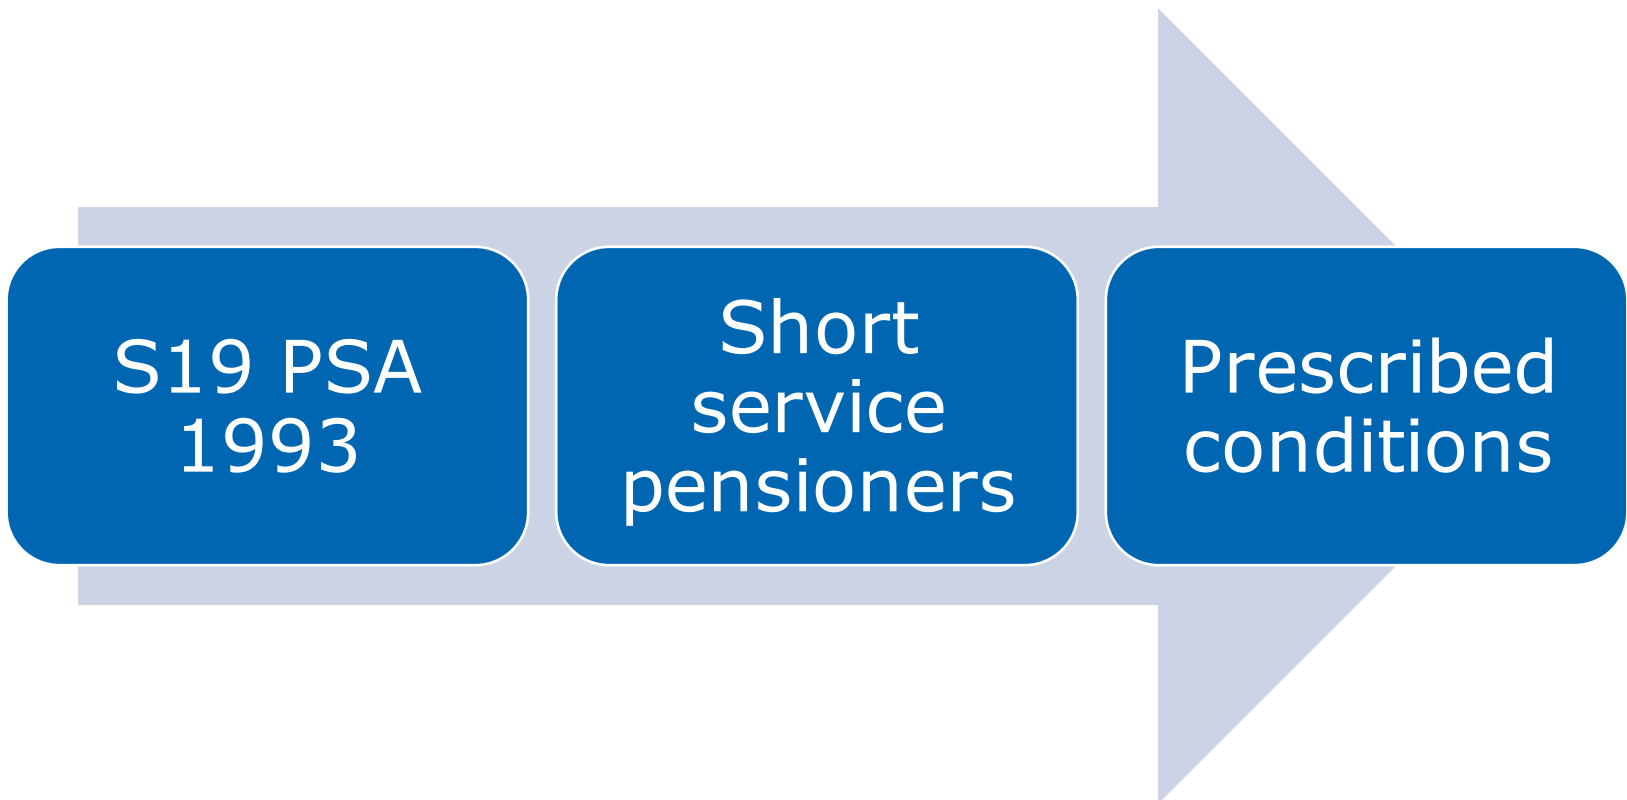 S19 PSA
1993
Short
service
pensioners
Prescribed
conditions